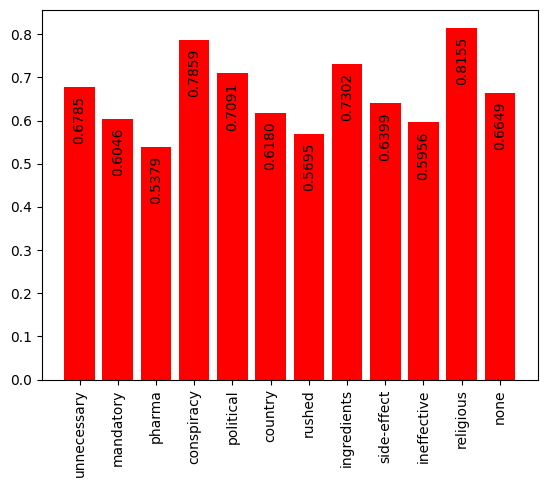 0.8
0.7
0.6
0.5
0.4
0.3
0.2
0.1
0.0
0.6785
0.6046
0.5379
0.7859
0.7091
0.6180
0.5695
0.7302
0.6399
0.5956
0.8155
0.6649
unnecessary
mandatory
pharma
conspiracy
political
country
rushed
ingredients
side-effect
ineffective
religious
none